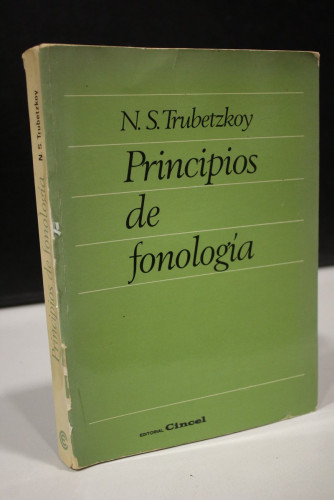 N. S. Trubetzkoy
Principios
de
fonología
EDITORIAL Cincel
N. S. Trubetzkoy
Principios de fonología